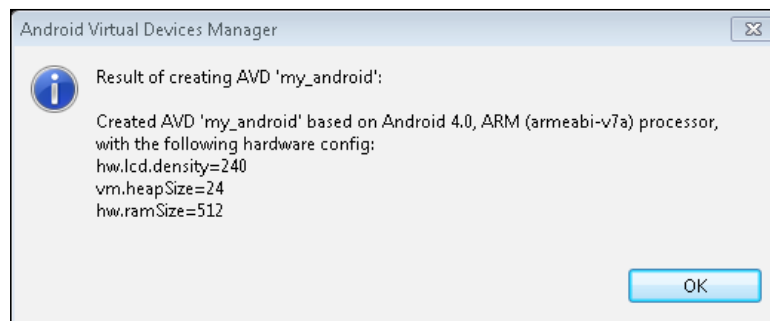 Android Virtual Devices Manager
Result of creating AVD 'my_android':
Created AVD 'my_android' based on Android 4.0, ARM (armeabi-v7a) processor,
with the following hardware config:
hw.lcd.density=240
vm.heapSize=24
hw.ramSize=512
OK